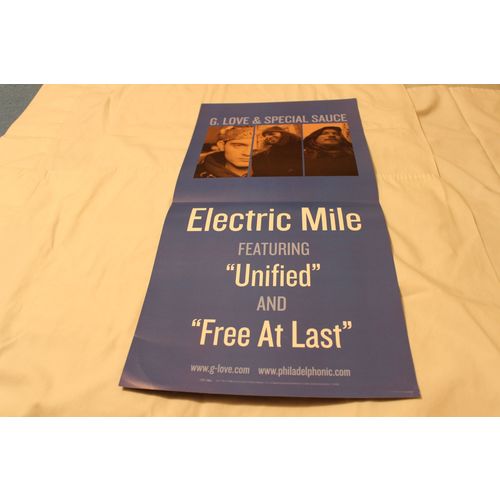 G. LOVE & SPECIAL SAUCE
Electric Mile
FEATURING
“Unified”
AND
“Free At Last”
www.g-love.com www.philadelphonic.com